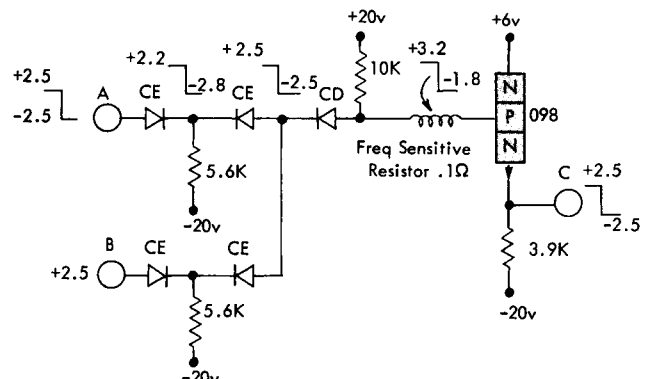 +20v
+6v
+2.5
-2.5
A
CE
+2.2
-2.8
CE
+2.5
-2.5
CD
10K
+3.2
-1.8
N
P
N
098
Freq Sensitive
Resistor .1Ω
5.6K
-20v
C
+2.5
-2.5
3.9K
-20v
B
+2.5
CE
CE
5.6K
-20v